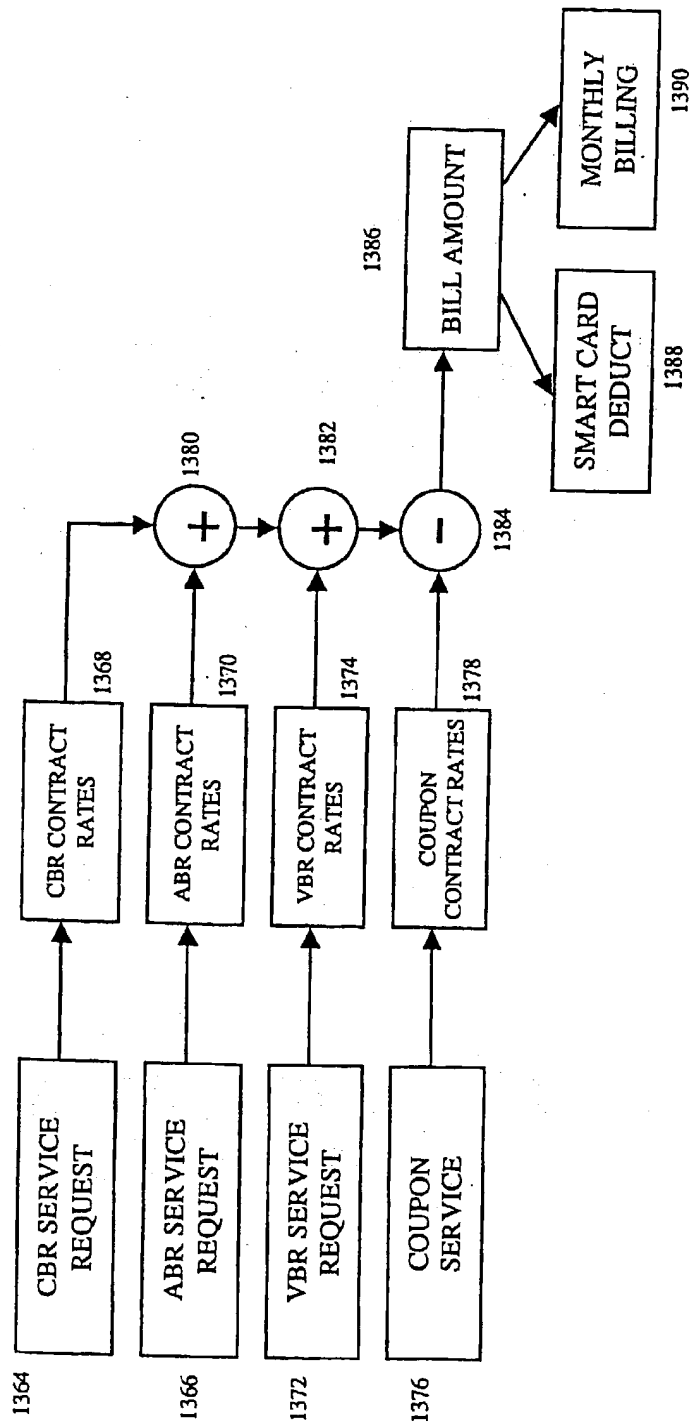 1364
CBR SERVICE
REQUEST
CBR CONTRACT
RATES
1368
1366
ABR SERVICE
REQUEST
ABR CONTRACT
RATES
1370
+
1380
1372
VBR SERVICE
REQUEST
VBR CONTRACT
RATES
1374
+
1382
1376
COUPON
SERVICE
COUPON
CONTRACT RATES
1378
-
1384
1386
BILL AMOUNT
SMART CARD
DEDUCT
1388
MONTHLY
BILLING
1390